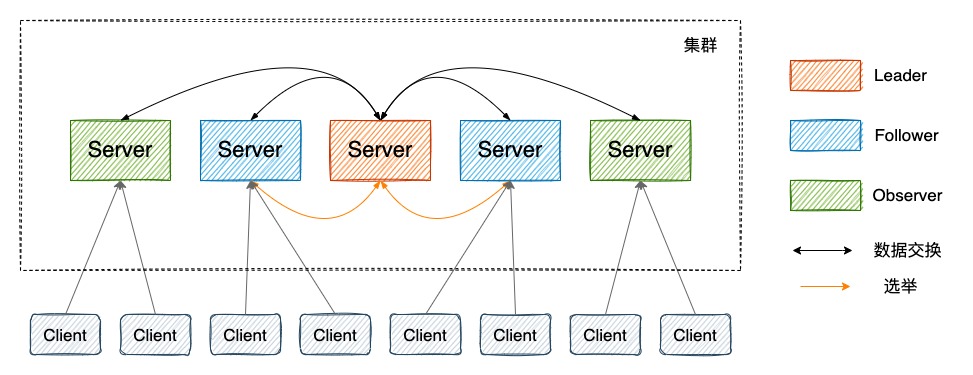 集群
Server
Server
Server
Server
Server
Client
Client
Client
Client
Client
Client
Client
Client
Leader
Follower
Observer
数据交换
选举